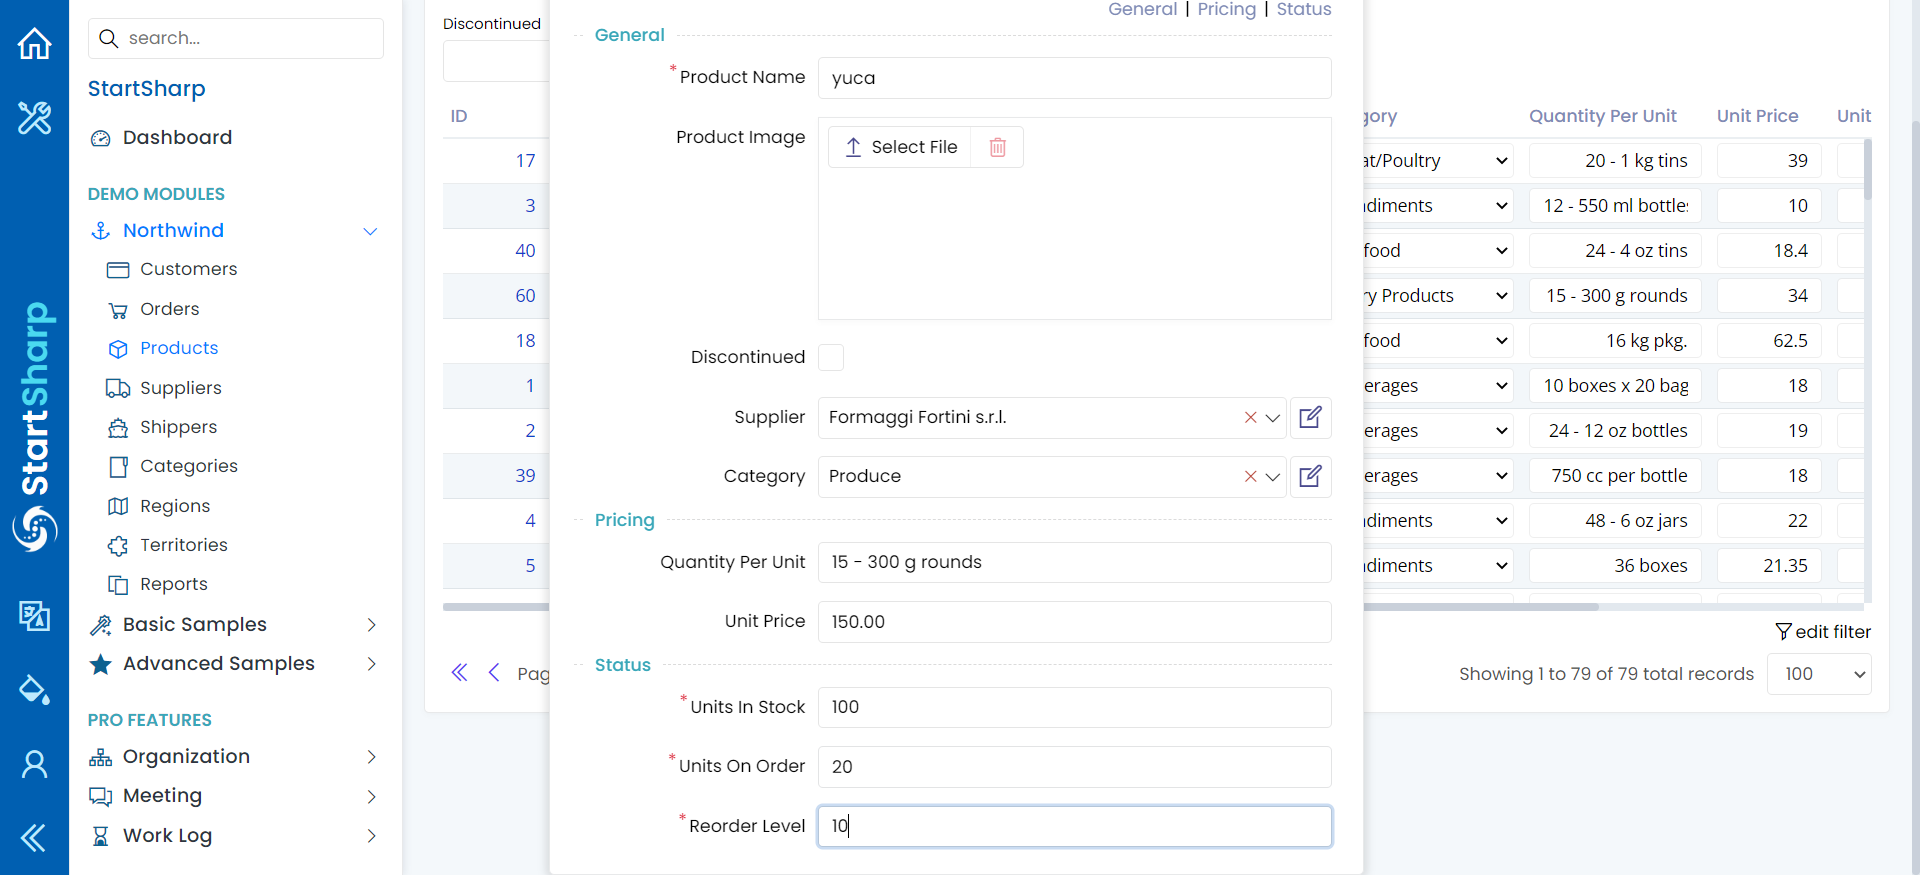 search...
StartSharp
Dashboard
DEMO MODULES
Northwind
Customers
Orders
Products
Suppliers
Shippers
Categories
Regions
Territories
Reports
Basic Samples
Advanced Samples
PRO FEATURES
Organization
Meeting
Work Log
StartSharp
Discontinued
ID
17
3
40
60
18
1
2
39
4
5
General | Pricing | Status
General
*Product Name yuca
Product Image Select File
Discontinued
Supplier Formaggi Fortini s.r.l.
Category Produce
Pricing
Quantity Per Unit 15 - 300 g rounds
Unit Price 150.00
Status
*Units In Stock 100
*Units On Order 20
*Reorder Level 10
gory Quantity Per Unit Unit Price Unit
at/Poultry 20 - 1 kg tins 39
diments 12 - 550 ml bottles 10
food 24 - 4 oz tins 18.4
ry Products 15 - 300 g rounds 34
food 16 kg pkg. 62.5
erages 10 boxes x 20 bag 18
erages 24 - 12 oz bottles 19
erages 750 cc per bottle 18
diments 48 - 6 oz jars 22
diments 36 boxes 21.35
edit filter
Pag
Showing 1 to 79 of 79 total records 100